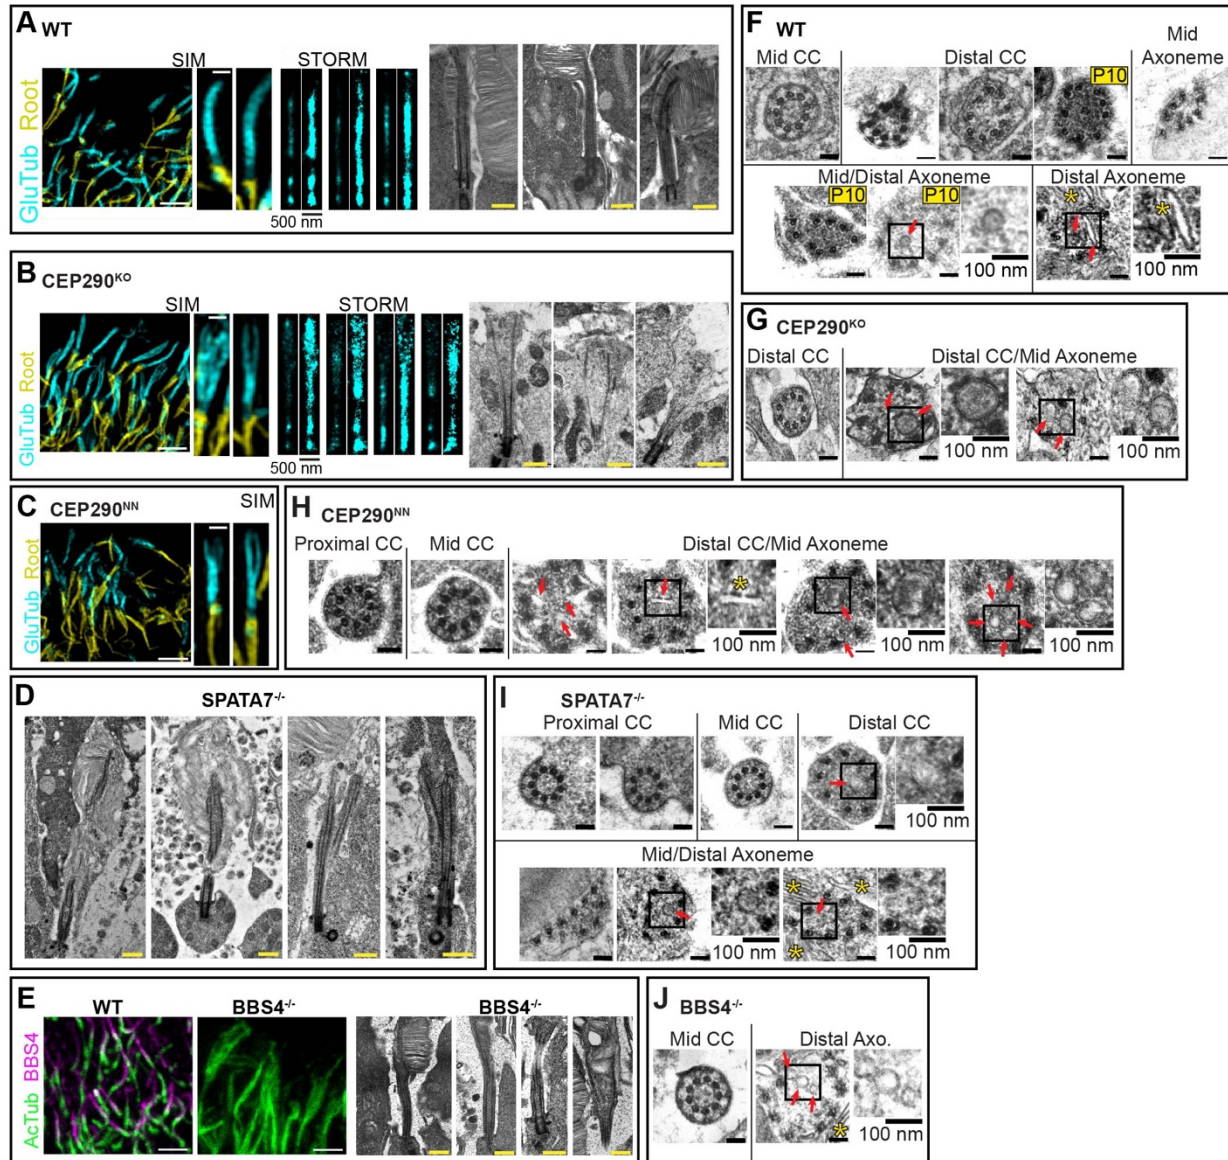 A WT
SIM
STORM
GluTub Root
500 nm
B CEP290KO
SIM
STORM
GluTub Root
500 nm
C CEP290NN
SIM
GluTub Root
D SPATA7-/-
E WT
BBS4-/-
BBS4-/-
AcTub BBS4
F WT
Mid CC
Distal CC
Mid
Axoneme
P10
Mid/Distal Axoneme
Distal Axoneme
P10
P10
*
*
100 nm
100 nm
G CEP290KO
Distal CC
Distal CC/Mid Axoneme
100 nm
100 nm
H CEP290NN
Proximal CC
Mid CC
Distal CC/Mid Axoneme
*
100 nm
100 nm
100 nm
I SPATA7-/-
Proximal CC
Mid CC
Distal CC
100 nm
Mid/Distal Axoneme
* *
*
100 nm
100 nm
J BBS4-/-
Mid CC
Distal Axo.
*
100 nm